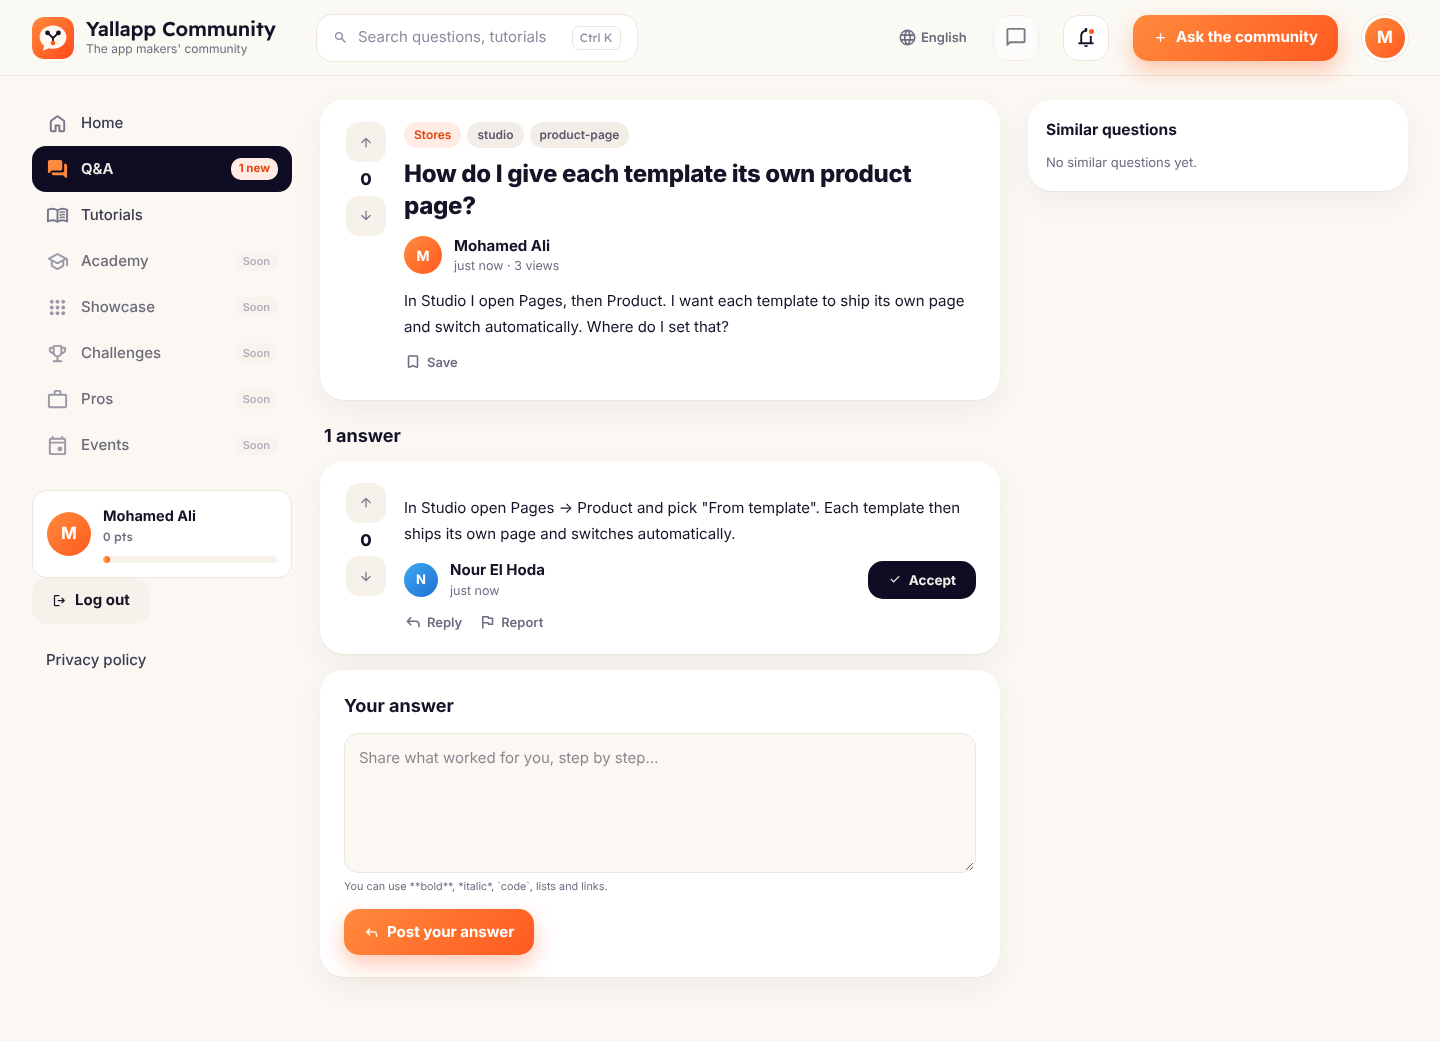 Yallapp Community
The app makers' community
Search questions, tutorials
Ctrl K
English
Ask the community
M
Home
Q&A
1 new
Tutorials
Academy
Soon
Showcase
Soon
Challenges
Soon
Pros
Soon
Events
Soon
M
Mohamed Ali
0 pts
Log out
Privacy policy
0
Stores
studio
product-page
How do I give each template its own product
page?
M
Mohamed Ali
just now · 3 views
In Studio I open Pages, then Product. I want each template to ship its own page
and switch automatically. Where do I set that?
Save
1 answer
0
In Studio open Pages → Product and pick "From template". Each template then
ships its own page and switches automatically.
N
Nour El Hoda
just now
Accept
Reply
Report
Your answer
Share what worked for you, step by step…
You can use **bold**, *italic*, `code`, lists and links.
Post your answer
Similar questions
No similar questions yet.